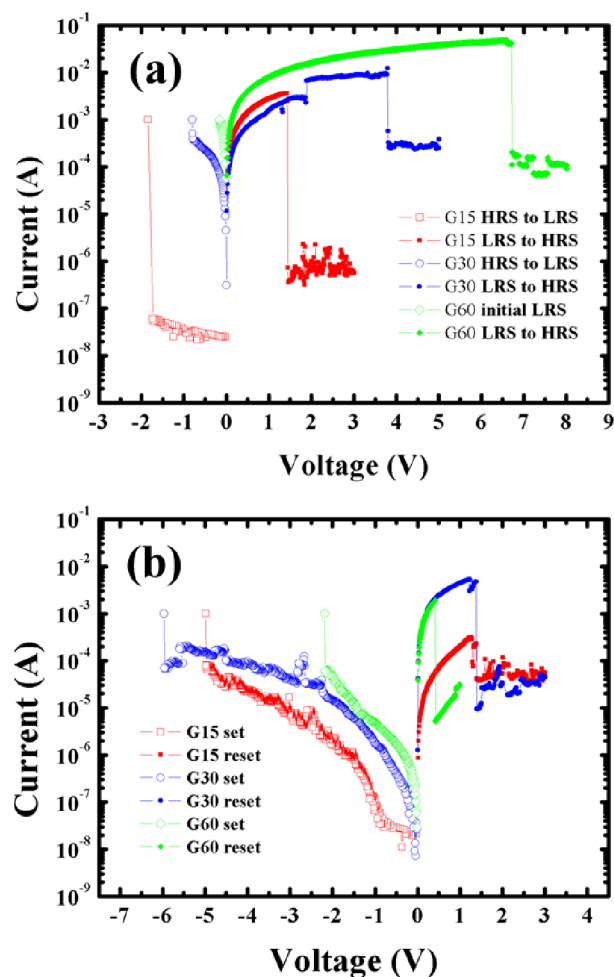 (a)
10⁻¹
10⁻²
10⁻³
10⁻⁴
10⁻⁵
10⁻⁶
10⁻⁷
10⁻⁸
10⁻⁹
Current (A)
G15 HRS to LRS
G15 LRS to HRS
G30 HRS to LRS
G30 LRS to HRS
G60 initial LRS
G60 LRS to HRS
-3 -2 -1 0 1 2 3 4 5 6 7 8 9
Voltage (V)
(b)
10⁻¹
10⁻²
10⁻³
10⁻⁴
10⁻⁵
10⁻⁶
10⁻⁷
10⁻⁸
10⁻⁹
Current (A)
G15 set
G15 reset
G30 set
G30 reset
G60 set
G60 reset
-7 -6 -5 -4 -3 -2 -1 0 1 2 3 4
Voltage (V)